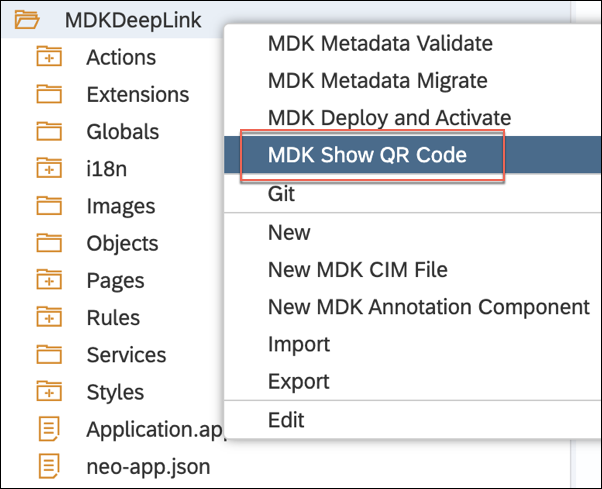 MDKDeepLink
Actions
Extensions
Globals
i18n
Images
Objects
Pages
Rules
Services
Styles
Application.app
neo-app.json
MDK Metadata Validate
MDK Metadata Migrate
MDK Deploy and Activate
MDK Show QR Code
Git
New
New MDK CIM File
New MDK Annotation Component
Import
Export
Edit